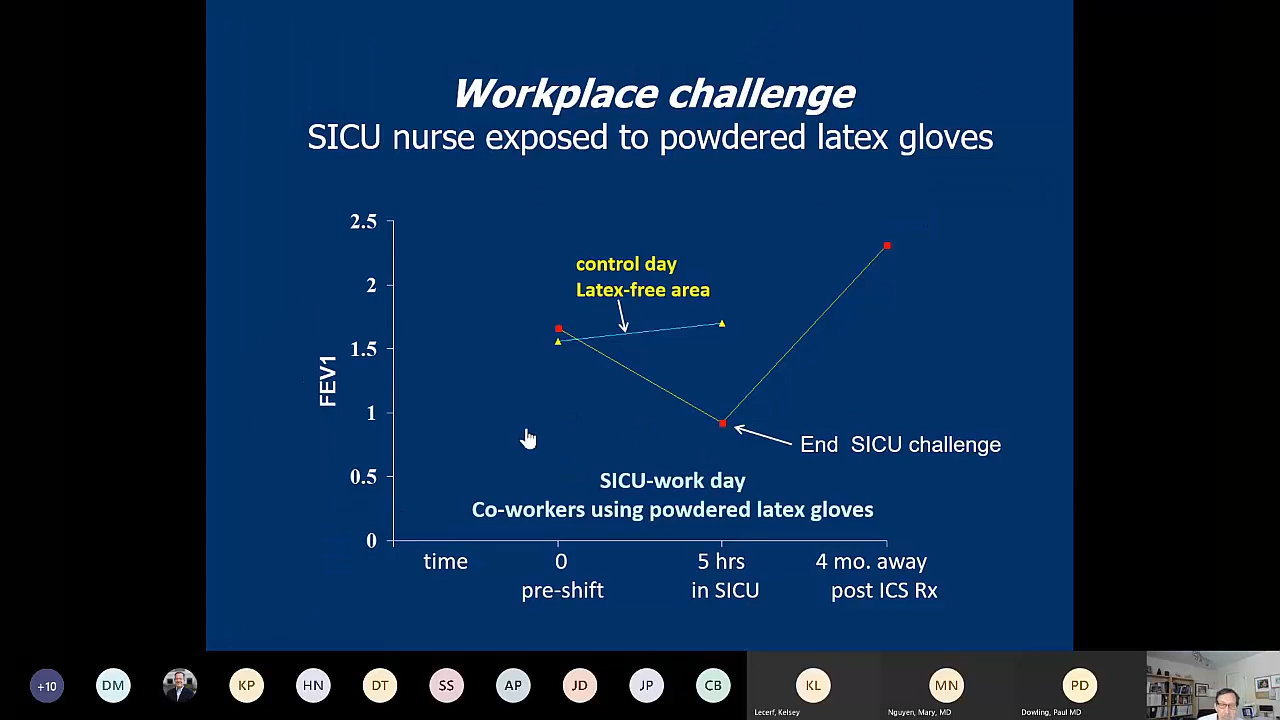 Workplace challenge
SICU nurse exposed to powdered latex gloves
2.5
2
1.5
1
0.5
0
FEV1
control day
Latex-free area
End SICU challenge
SICU-work day
Co-workers using powdered latex gloves
time
0
5 hrs
4 mo. away
pre-shift
in SICU
post ICS Rx
+10
DM
KP
HN
DT
SS
AP
JD
JP
CB
KL
MN
PD
Lecerf, Kelsey
Nguyen, Mary, MD
Dowling, Paul MD